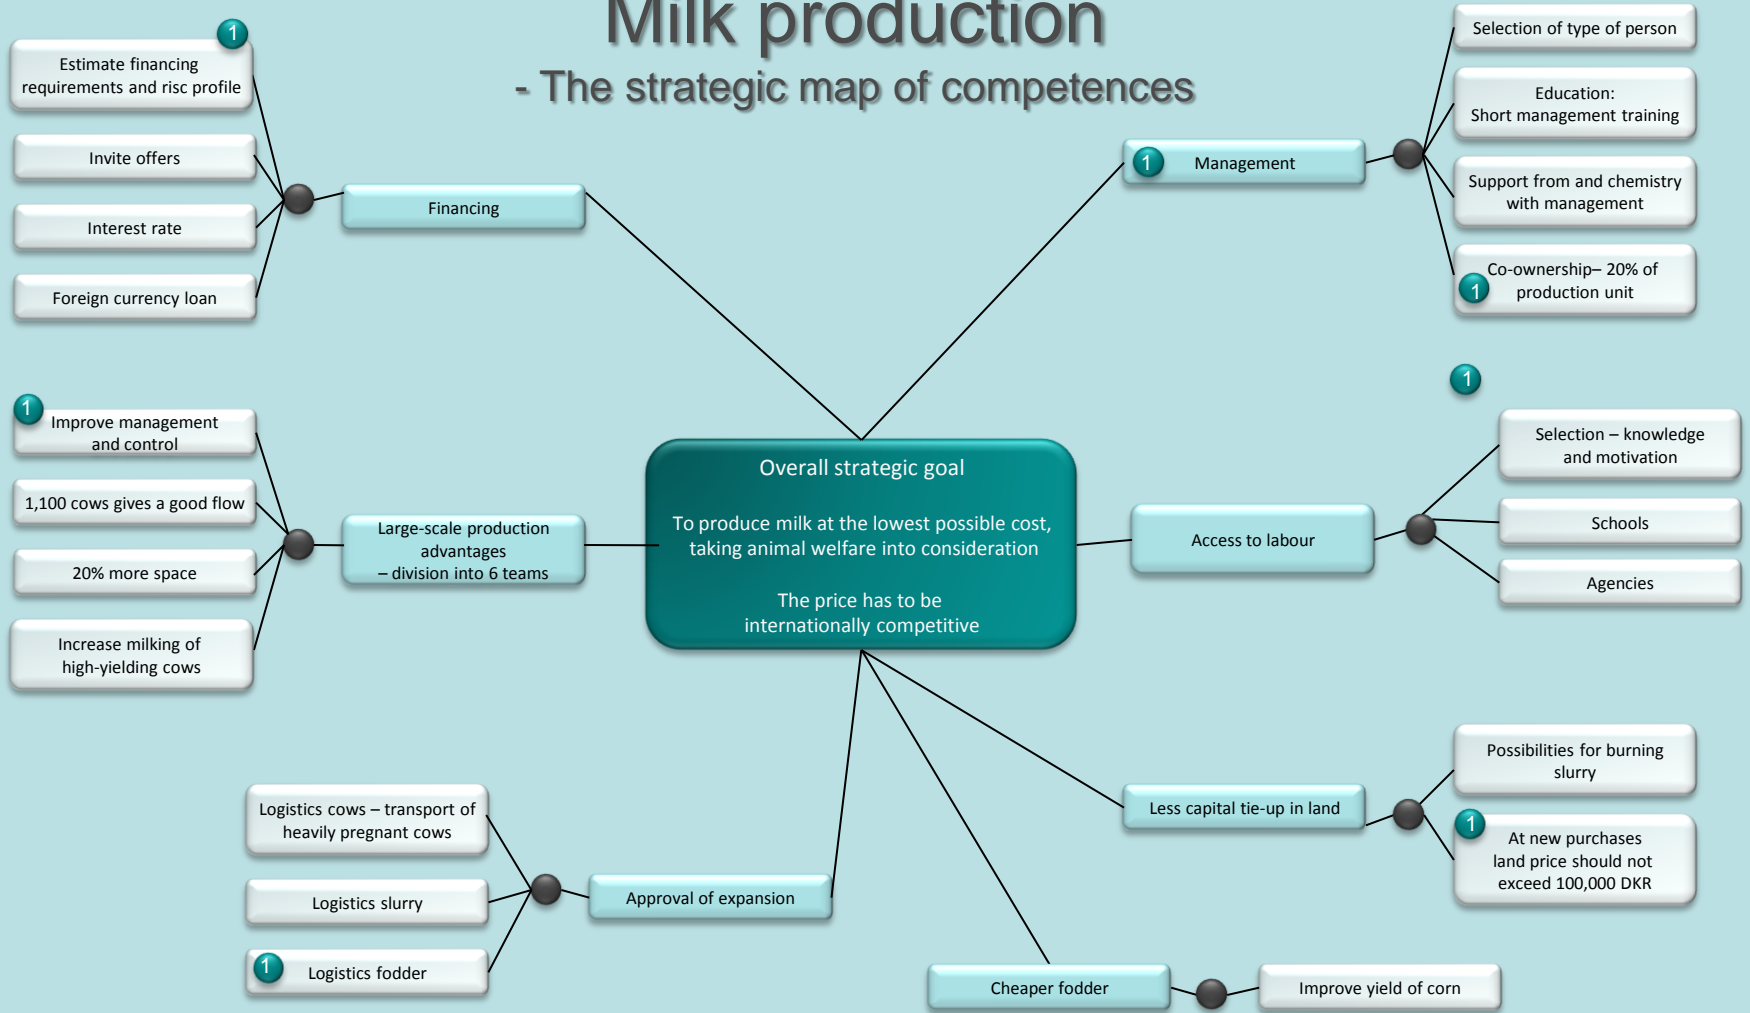 Milk production
- The strategic map of competences
1
Estimate financing
requirements and risc profile
Invite offers
Interest rate
Foreign currency loan
Financing
1
Management
Selection of type of person
Education:
Short management training
Support from and chemistry
with management
Co-ownership– 20% of
production unit
1
1
Improve management
and control
1,100 cows gives a good flow
20% more space
Increase milking of
high-yielding cows
Large-scale production
advantages
– division into 6 teams
Overall strategic goal
To produce milk at the lowest possible cost,
taking animal welfare into consideration
The price has to be
internationally competitive
1
Access to labour
Selection – knowledge
and motivation
Schools
Agencies
Logistics cows – transport of
heavily pregnant cows
Logistics slurry
1
Logistics fodder
Approval of expansion
Less capital tie-up in land
Possibilities for burning
slurry
1
At new purchases
land price should not
exceed 100,000 DKR
Cheaper fodder
Improve yield of corn